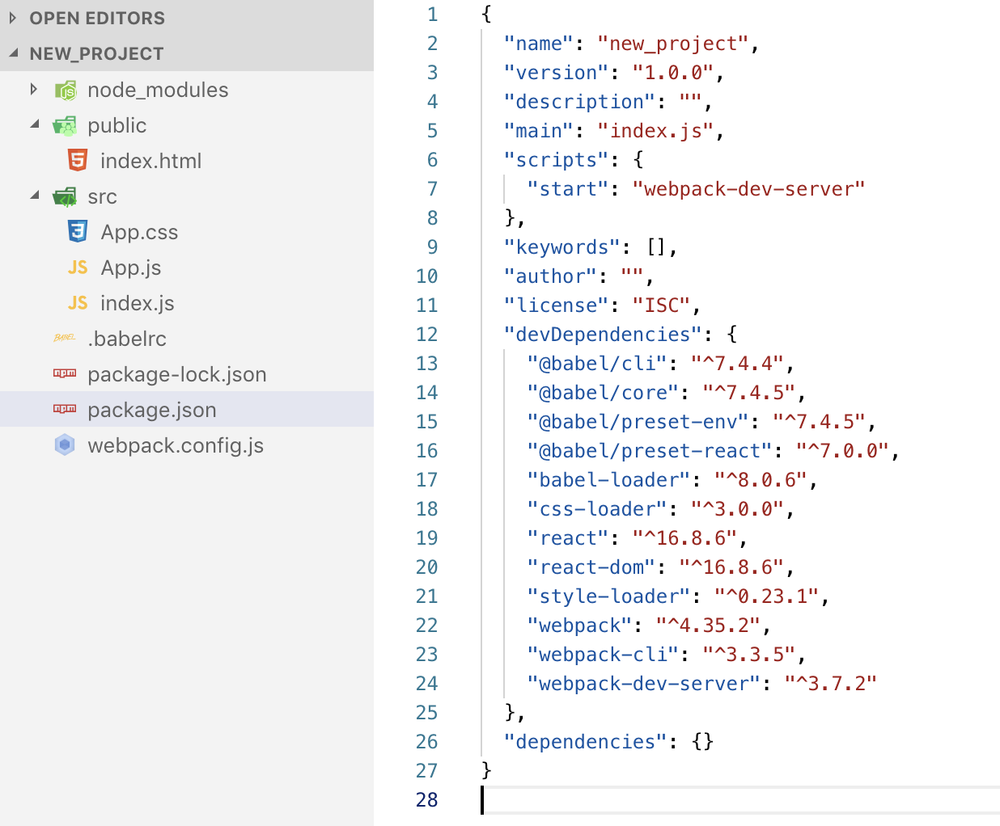 OPEN EDITORS
NEW_PROJECT
node_modules
public
index.html
src
App.css
JS App.js
JS index.js
BABEL .babelrc
package-lock.json
package.json
webpack.config.js
1 {
2 "name": "new_project",
3 "version": "1.0.0",
4 "description": "",
5 "main": "index.js",
6 "scripts": {
7 "start": "webpack-dev-server"
8 },
9 "keywords": [],
10 "author": "",
11 "license": "ISC",
12 "devDependencies": {
13 "@babel/cli": "^7.4.4",
14 "@babel/core": "^7.4.5",
15 "@babel/preset-env": "^7.4.5",
16 "@babel/preset-react": "^7.0.0",
17 "babel-loader": "^8.0.6",
18 "css-loader": "^3.0.0",
19 "react": "^16.8.6",
20 "react-dom": "^16.8.6",
21 "style-loader": "^0.23.1",
22 "webpack": "^4.35.2",
23 "webpack-cli": "^3.3.5",
24 "webpack-dev-server": "^3.7.2"
25 },
26 "dependencies": {}
27 }
28